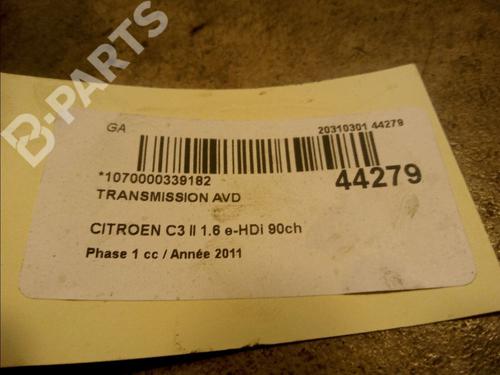 B-PARTS
GA
20310301 44279
*1070000339182
44279
TRANSMISSION AVD
CITROEN C3 II 1.6 e-HDi 90ch
Phase 1 cc / Année 2011